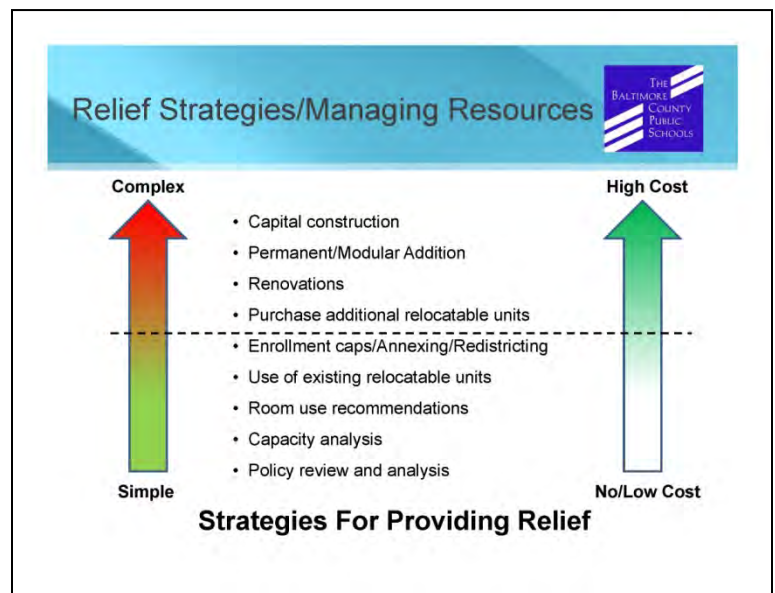 Relief Strategies/Managing Resources
THE
BALTIMORE
COUNTY
PUBLIC
SCHOOLS
Complex
High Cost
• Capital construction
• Permanent/Modular Addition
• Renovations
• Purchase additional relocatable units
• Enrollment caps/Annexing/Redistricting
• Use of existing relocatable units
• Room use recommendations
• Capacity analysis
• Policy review and analysis
Simple
No/Low Cost
Strategies For Providing Relief